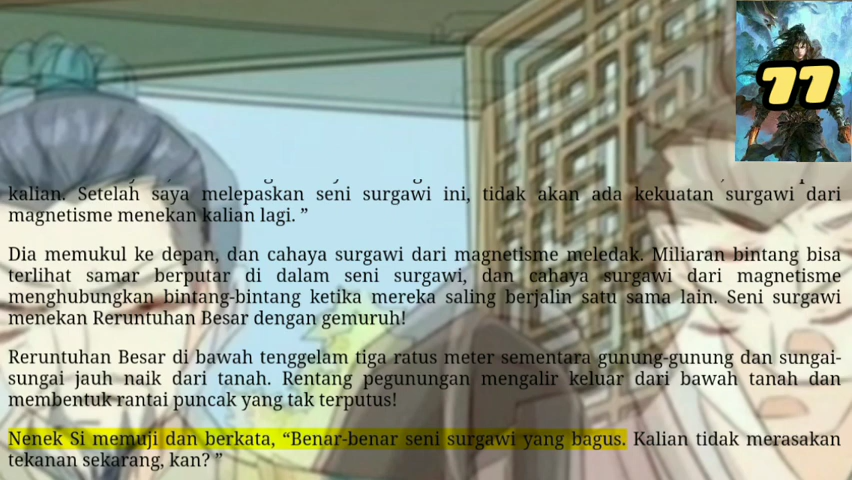 77
kalian. Setelah saya melepaskan seni surgawi ini, tidak akan ada kekuatan surgawi dari
magnetisme menekan kalian lagi. ”
Dia memukul ke depan, dan cahaya surgawi dari magnetisme meledak. Miliaran bintang bisa
terlihat samar berputar di dalam seni surgawi, dan cahaya surgawi dari magnetisme
menghubungkan bintang-bintang ketika mereka saling berjalin satu sama lain. Seni surgawi
menekan Reruntuhan Besar dengan gemuruh!
Reruntuhan Besar di bawah tenggelam tiga ratus meter sementara gunung-gunung dan sungai-
sungai jauh naik dari tanah. Rentang pegunungan mengalir keluar dari bawah tanah dan
membentuk rantai puncak yang tak terputus!
Nenek Si memuji dan berkata, “Benar-benar seni surgawi yang bagus. Kalian tidak merasakan
tekanan sekarang, kan? ”